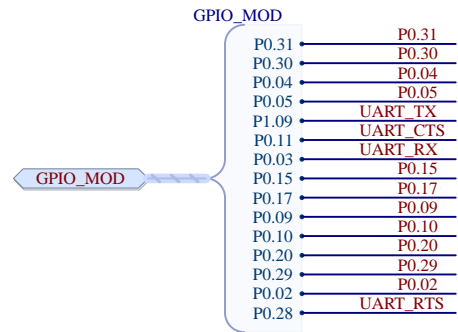 GPIO_MOD
P0.31 P0.31
P0.30 P0.30
P0.04 P0.04
P0.05 P0.05
P1.09 UART_TX
P0.11 UART_CTS
P0.03 UART_RX
GPIO_MOD P0.15 P0.15
P0.17 P0.17
P0.09 P0.09
P0.10 P0.10
P0.20 P0.20
P0.29 P0.29
P0.02 P0.02
P0.28 UART_RTS